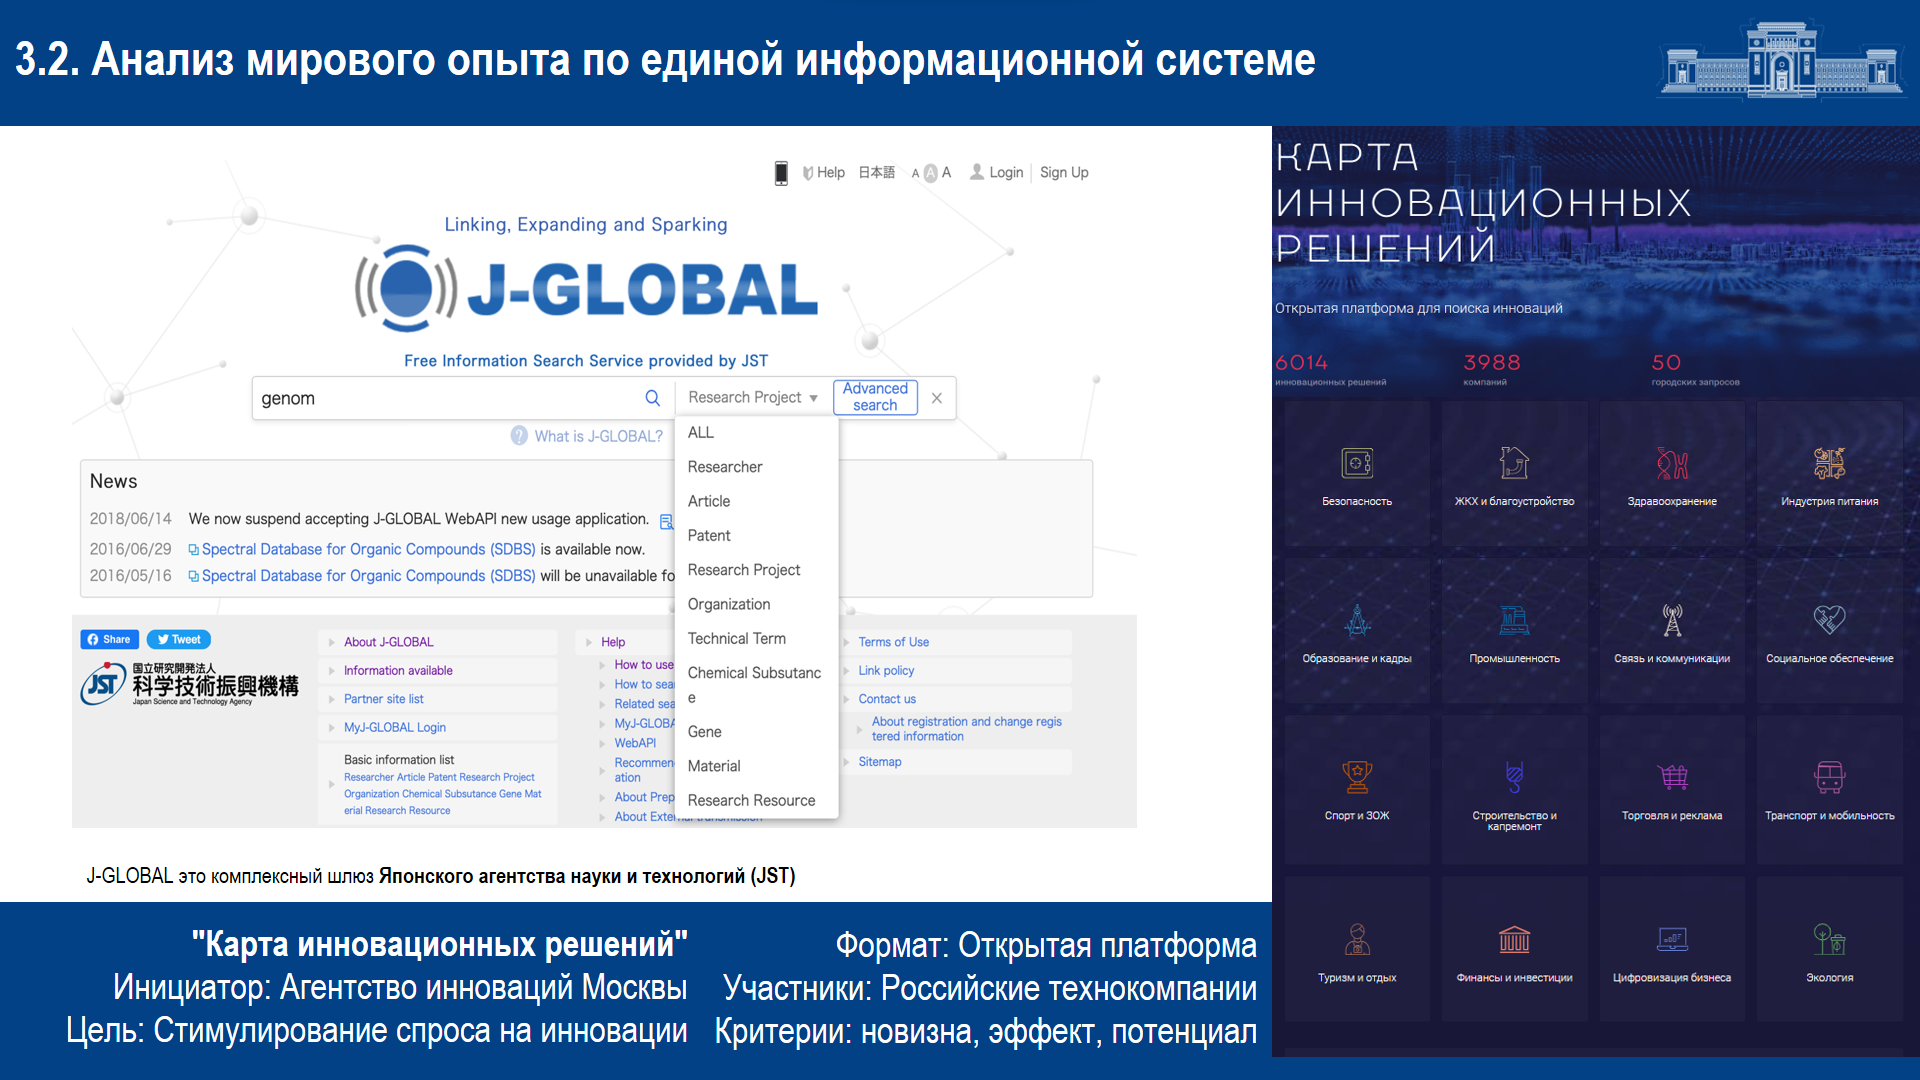 3.2. Анализ мирового опыта по единой информационной системе
Help 日本語 A A A Login Sign Up
Linking, Expanding and Sparking
J-GLOBAL
Free Information Search Service provided by JST
genom
Research Project
Advanced
search
What is J-GLOBAL?
ALL
Researcher
Article
Patent
Research Project
Organization
Technical Term
Chemical Subsutanc
e
Gene
Material
Research Resource
News
2018/06/14 We now suspend accepting J-GLOBAL WebAPI new usage application.
2016/06/29 Spectral Database for Organic Compounds (SDBS) is available now.
2016/05/16 Spectral Database for Organic Compounds (SDBS) will be unavailable fo
Share Tweet
JST
国立研究開発法人
科学技術振興機構
Japan Science and Technology Agency
About J-GLOBAL
Information available
Partner site list
MyJ-GLOBAL Login
Basic information list
Researcher Article Patent Research Project
Organization Chemical Subsutance Gene Mat
erial Research Resource
Help
How to use
How to sea
Related sea
MyJ-GLOBA
WebAPI
Recommen
ation
About Prep
About External transmission
Terms of Use
Link policy
Contact us
About registration and change regis
tered information
Sitemap
J-GLOBAL это комплексный шлюз Японского агентства науки и технологий (JST)
КАРТА
ИННОВАЦИОННЫХ
РЕШЕНИЙ
Открытая платформа для поиска инноваций
6014
инновационных решений
3988
компаний
50
городских запросов
Безопасность
ЖКХ и благоустройство
Здравоохранение
Индустрия питания
Образование и кадры
Промышленность
Связь и коммуникации
Социальное обеспечение
Спорт и ЗОЖ
Строительство и
капремонт
Торговля и реклама
Транспорт и мобильность
Туризм и отдых
Финансы и инвестиции
Цифровизация бизнеса
Экология
"Карта инновационных решений"
Инициатор: Агентство инноваций Москвы
Цель: Стимулирование спроса на инновации
Формат: Открытая платформа
Участники: Российские технокомпании
Критерии: новизна, эффект, потенциал